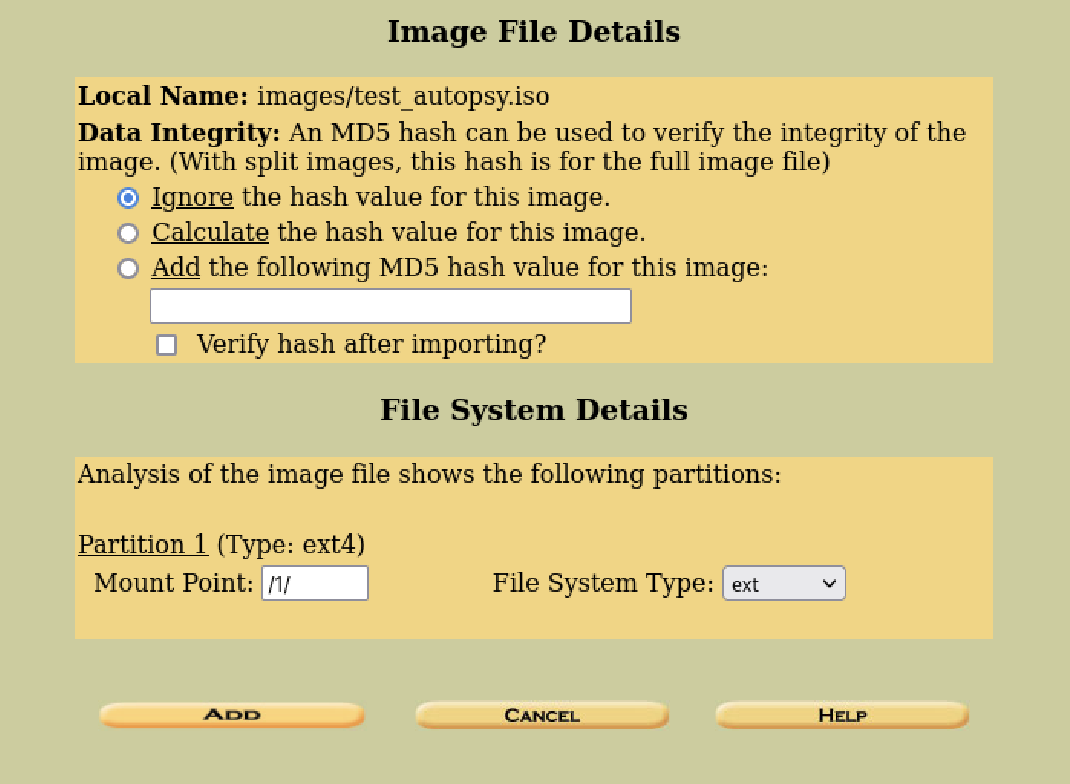 Image File Details
Local Name: images/test_autopsy.iso
Data Integrity: An MD5 hash can be used to verify the integrity of the
image. (With split images, this hash is for the full image file)
Ignore the hash value for this image.
Calculate the hash value for this image.
Add the following MD5 hash value for this image:
Verify hash after importing?
File System Details
Analysis of the image file shows the following partitions:
Partition 1 (Type: ext4)
Mount Point: /1/ File System Type: ext
ADD CANCEL HELP